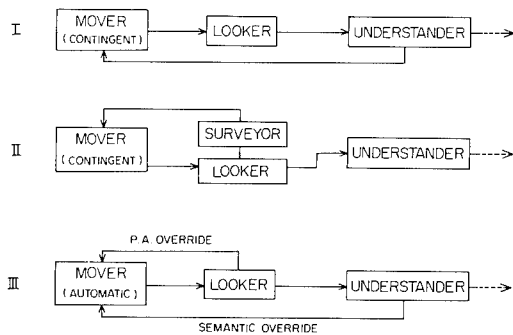 I
MOVER
(CONTINGENT)
LOOKER
UNDERSTANDER
II
MOVER
(CONTINGENT)
SURVEYOR
LOOKER
UNDERSTANDER
P.A. OVERRIDE
III
MOVER
(AUTOMATIC)
LOOKER
UNDERSTANDER
SEMANTIC OVERRIDE